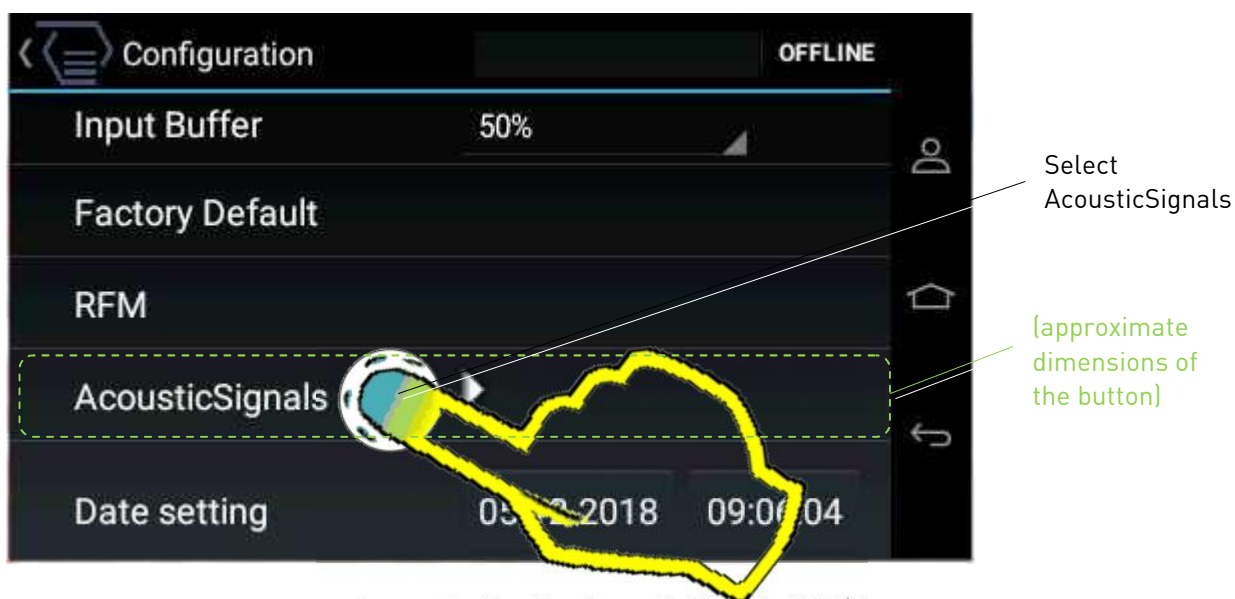 Configuration
OFFLINE
Input Buffer 50%
Factory Default
RFM
AcousticSignals
Date setting 2018 09:06:04
Select
AcousticSignals
(approximate
dimensions of
the button)